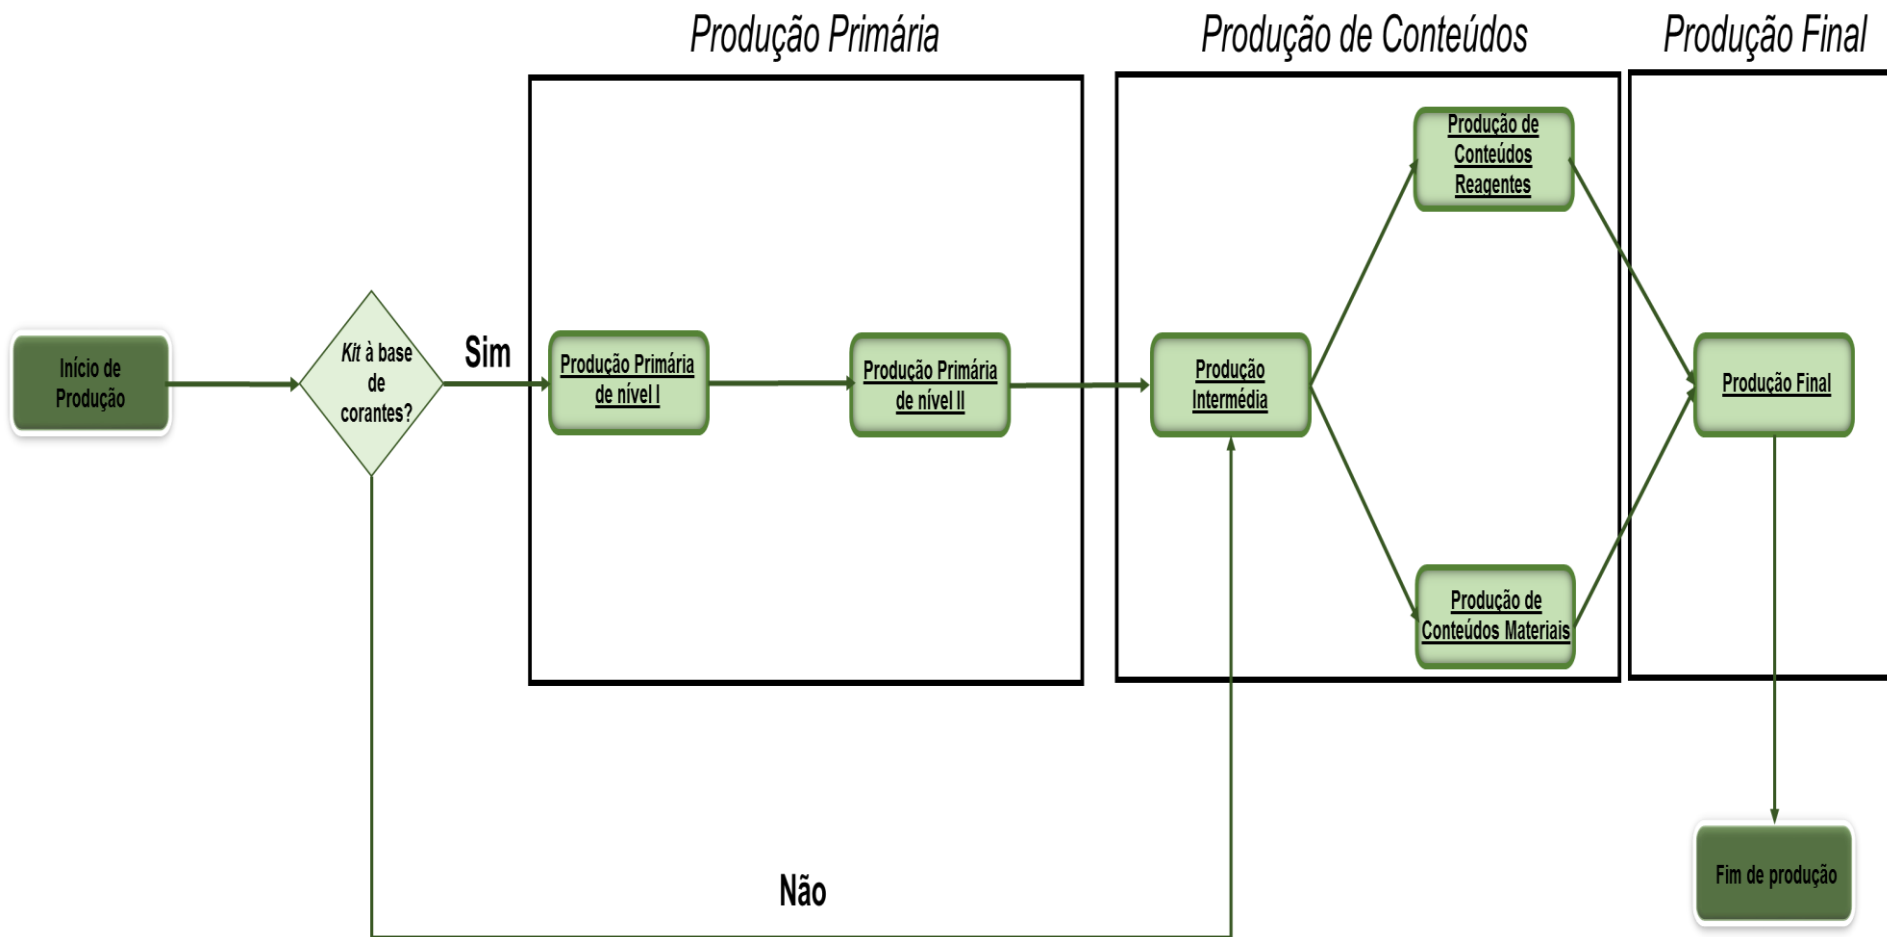 Produção Primária
Produção de Conteúdos
Produção Final
Início de
Produção
Kit à base
de
corantes?
Sim
Produção Primária
de nível I
Produção Primária
de nível II
Produção
Intermédia
Produção de
Conteúdos
Reagentes
Produção de
Conteúdos Materiais
Produção Final
Não
Fim de produção